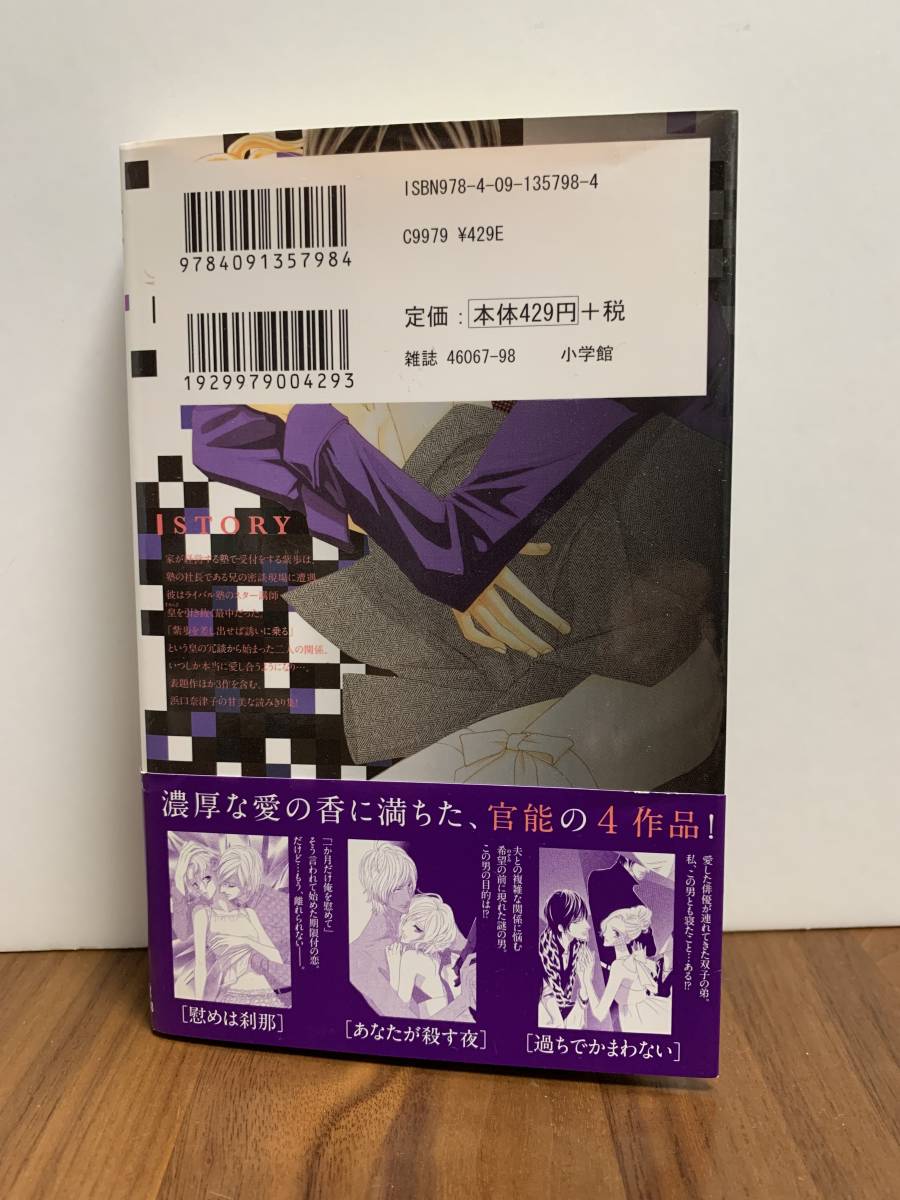 ISBN978-4-09-135798-4
9784091357984
C9979 ¥429E
定価：本体429円＋税
1929979004293
雑誌 46067-98 小学館
STORY
家が経営する塾で受付をする紫歩は、
塾の社長である兄の密談現場に遭遇。
彼はライバル塾のスター講師・
皇を引き抜く最中だった。
「紫歩を差し出せば誘いに乗る」
という皇の冗談から始まった二人の関係。
いつしか本当に愛し合うようになり…。
表題作ほか3作を含む、
浜口奈津子の甘美な読みきり集!
濃厚な愛の香に満ちた、官能の4作品!
「一か月だけ俺を慰めて」
そう言われて始めた期限付の恋。
だけど…もう、離れられない――。
[慰めは刹那]
夫との複雑な関係に悩む
希望の前に現れた謎の男。
この男の目的は!?
[あなたが殺す夜]
愛した俳優が連れてきた双子の弟。
私、この男とも寝たこと…ある!?
[過ちでかまわない]